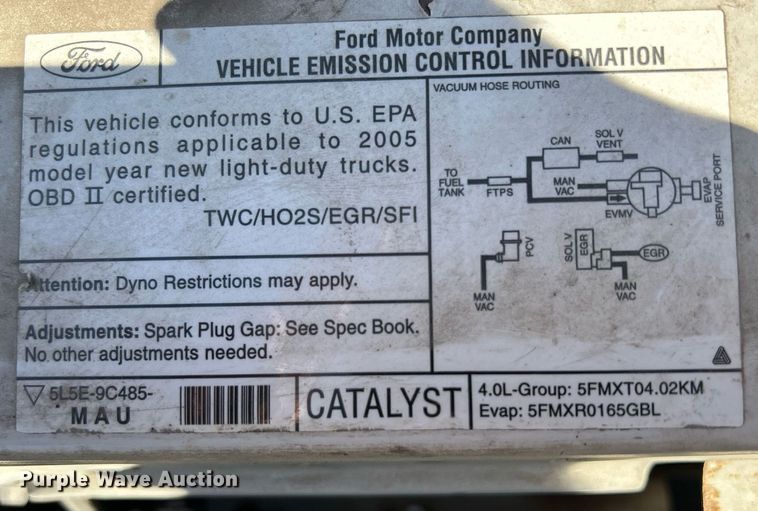 Ford
Ford Motor Company
VEHICLE EMISSION CONTROL INFORMATION
This vehicle conforms to U.S. EPA
regulations applicable to 2005
model year new light-duty trucks.
OBD II certified.
TWC/HO2S/EGR/SFI
Attention: Dyno Restrictions may apply.
Adjustments: Spark Plug Gap: See Spec Book.
No other adjustments needed.
VACUUM HOSE ROUTING
TO
FUEL
TANK
FTPS
CAN
SOL V
VENT
MAN
VAC
EVMV
EVAP
SERVICE PORT
PCV
MAN
VAC
SOL V
EGR
EGR
MAN
VAC
5L5E-9C485-
MAU
CATALYST
4.0L-Group: 5FMXT04.02KM
Evap: 5FMXR0165GBL
Purple Wave Auction